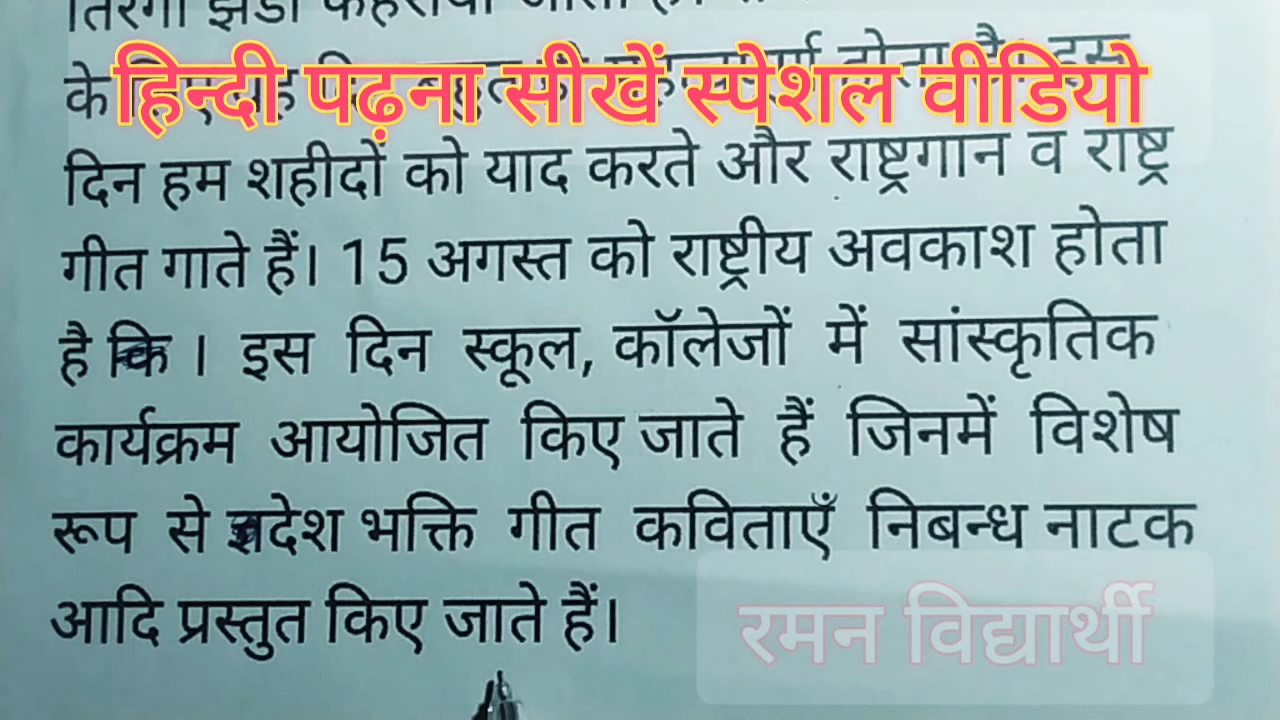 तिरंगा झंडा
हिन्दी पढ़ना सीखें स्पेशल वीडियो
के
दिन हम शहीदों को याद करते और राष्ट्रगान व राष्ट्र
गीत गाते हैं। 15 अगस्त को राष्ट्रीय अवकाश होता
है । इस दिन स्कूल, कॉलेजों में सांस्कृतिक
कार्यक्रम आयोजित किए जाते हैं जिनमें विशेष
रूप से देश भक्ति गीत कविताएँ निबन्ध नाटक
आदि प्रस्तुत किए जाते हैं।
रमन विद्यार्थी